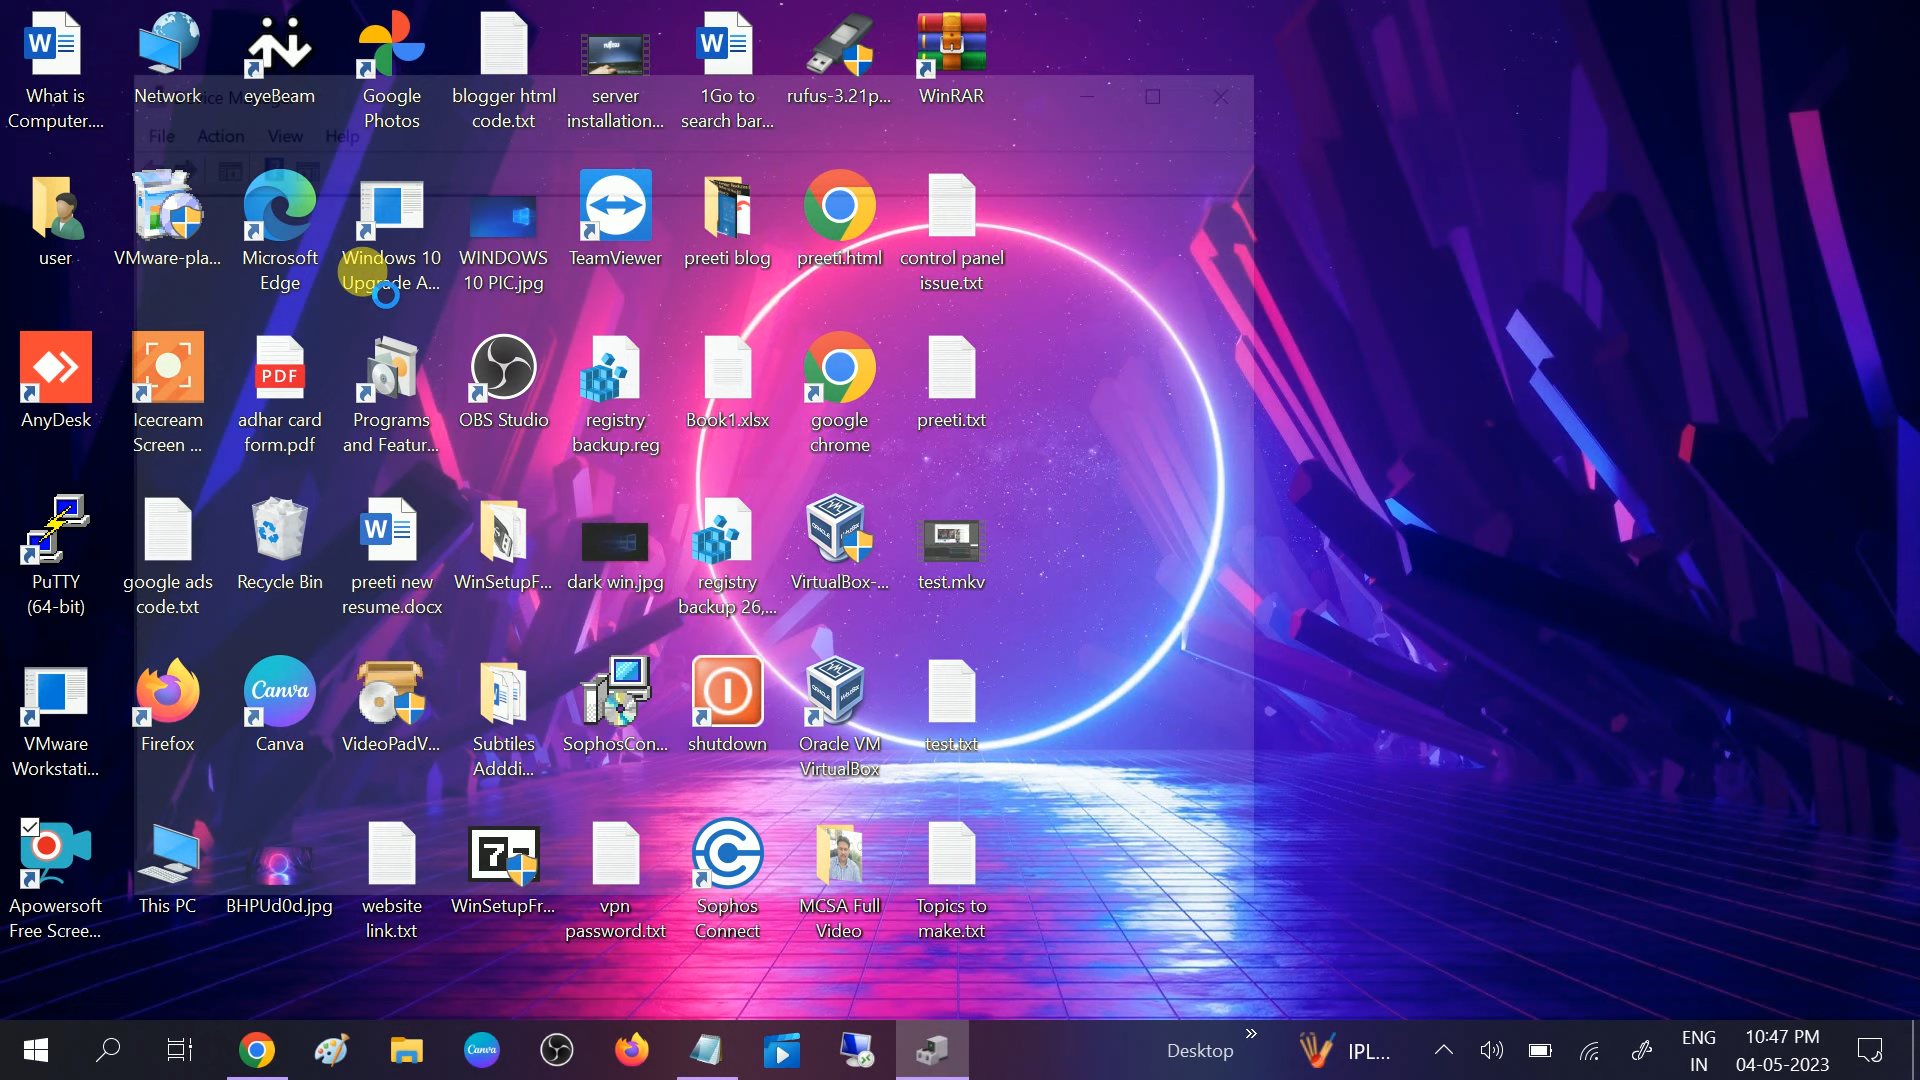 What is
Computer....
Network
eyeBeam
Google
Photos
blogger html
code.txt
server
installation...
1Go to
search bar...
rufus-3.21p...
WinRAR
File Action View Help
user
VMware-pla...
Microsoft
Edge
Windows 10
Upgrade A...
WINDOWS
10 PIC.jpg
TeamViewer
preeti blog
preeti.html
control panel
issue.txt
AnyDesk
Icecream
Screen ...
PDF
adhar card
form.pdf
Programs
and Featur...
OBS Studio
registry
backup.reg
Book1.xlsx
google
chrome
preeti.txt
PuTTY
(64-bit)
google ads
code.txt
Recycle Bin
preeti new
resume.docx
WinSetupF...
dark win.jpg
registry
backup 26,...
VirtualBox-...
test.mkv
VMware
Workstati...
Firefox
Canva
Canva
VideoPadV...
Subtiles
Adddi...
SophosCon...
shutdown
Oracle VM
VirtualBox
test.txt
Apowersoft
Free Scree...
This PC
BHPUd0d.jpg
website
link.txt
WinSetupFr...
vpn
password.txt
Sophos
Connect
MCSA Full
Video
Topics to
make.txt
Canva
Desktop
IPL...
ENG
IN
10:47 PM
04-05-2023